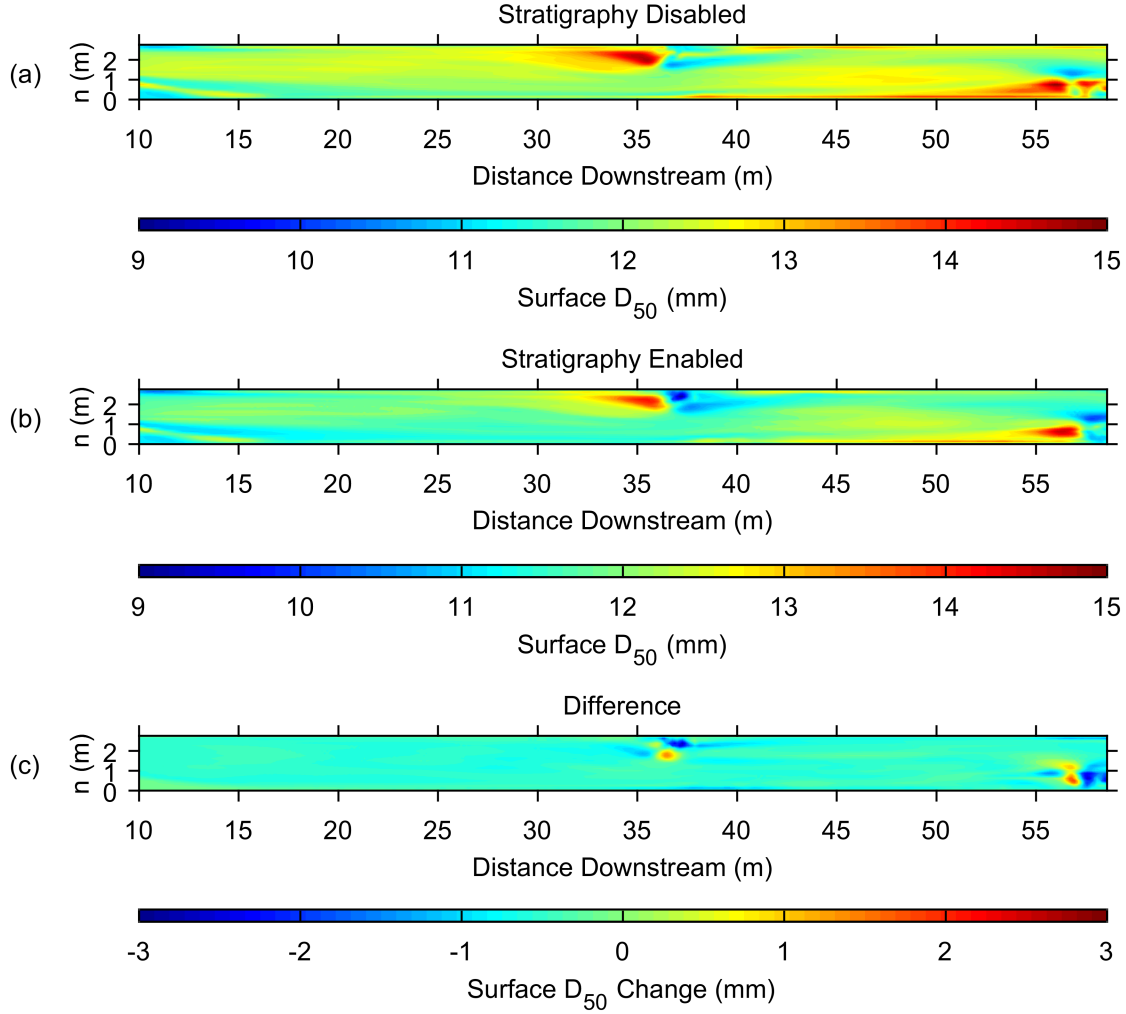 Stratigraphy Disabled
(a)
n (m)
2
1
0
10 15 20 25 30 35 40 45 50 55
Distance Downstream (m)
9 10 11 12 13 14 15
Surface D50 (mm)
Stratigraphy Enabled
(b)
n (m)
2
1
0
10 15 20 25 30 35 40 45 50 55
Distance Downstream (m)
9 10 11 12 13 14 15
Surface D50 (mm)
Difference
(c)
n (m)
2
1
0
10 15 20 25 30 35 40 45 50 55
Distance Downstream (m)
-3 -2 -1 0 1 2 3
Surface D50 Change (mm)